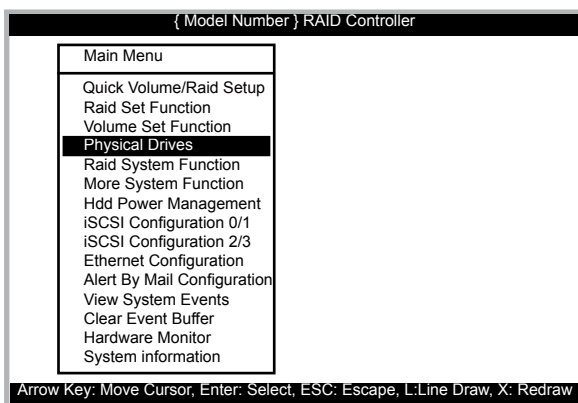 { Model Number } RAID Controller
Main Menu
Quick Volume/Raid Setup
Raid Set Function
Volume Set Function
Physical Drives
Raid System Function
More System Function
Hdd Power Management
iSCSI Configuration 0/1
iSCSI Configuration 2/3
Ethernet Configuration
Alert By Mail Configuration
View System Events
Clear Event Buffer
Hardware Monitor
System information
Arrow Key: Move Cursor, Enter: Select, ESC: Escape, L:Line Draw, X: Redraw